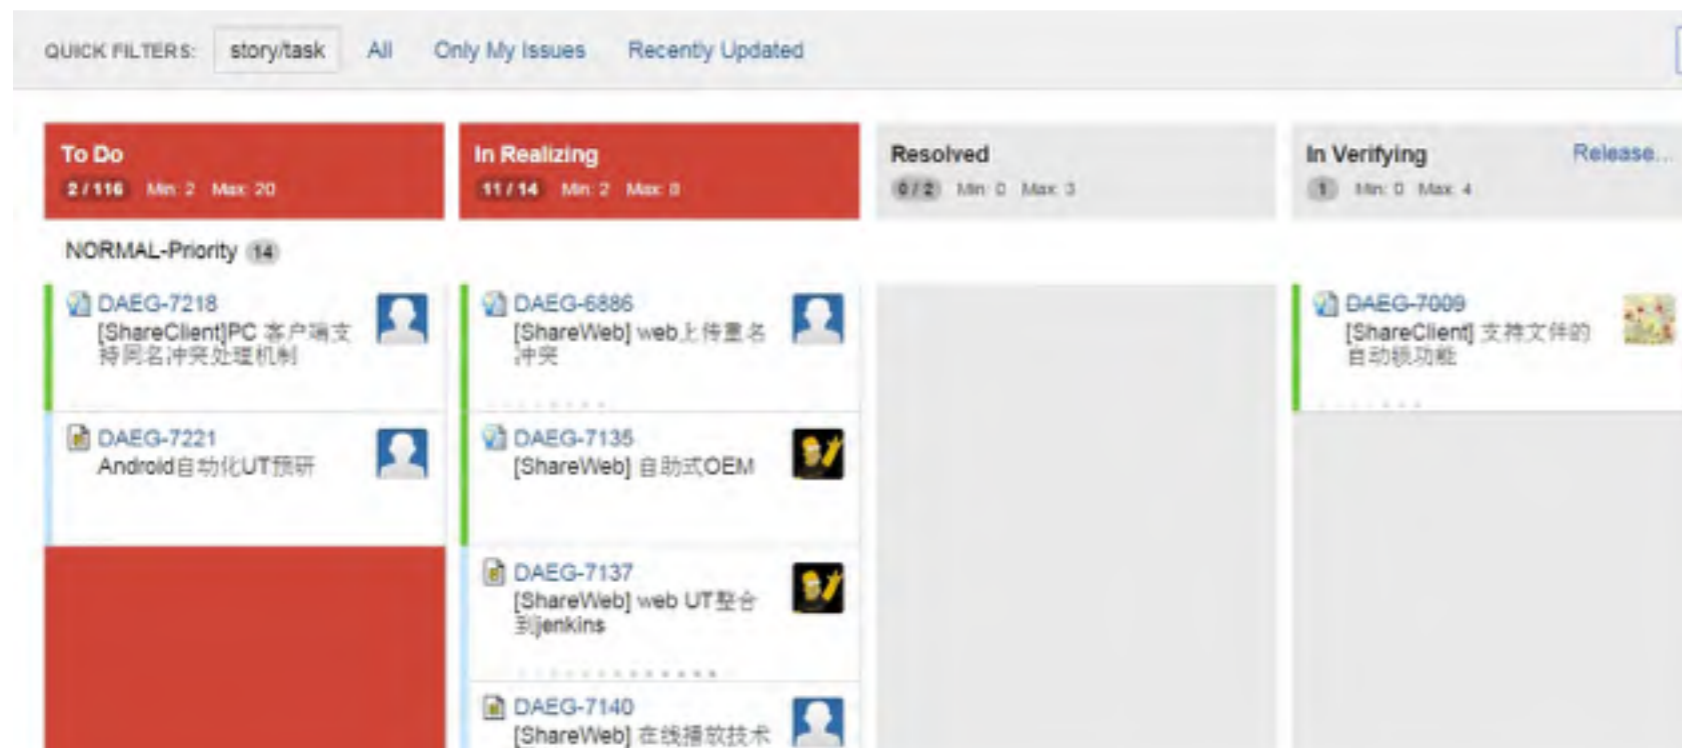 QUICK FILTERS: story/task All Only My Issues Recently Updated
To Do
2 / 116 Min: 2 Max: 20
In Realizing
11 / 14 Min: 2 Max: 8
Resolved
0 / 2 Min: 0 Max: 3
In Verifying Release...
1 Min: 0 Max: 4
NORMAL-Priority 14
DAEG-7218
[ShareClient]PC 客户端支
持同名冲突处理机制
DAEG-7221
Android自动化UT预研
DAEG-6886
[ShareWeb] web上传重名
冲突
DAEG-7135
[ShareWeb] 自助式OEM
DAEG-7137
[ShareWeb] web UT整合
到jenkins
DAEG-7140
[ShareWeb] 在线播放技术
DAEG-7009
[ShareClient] 支持文件的
自动锁功能